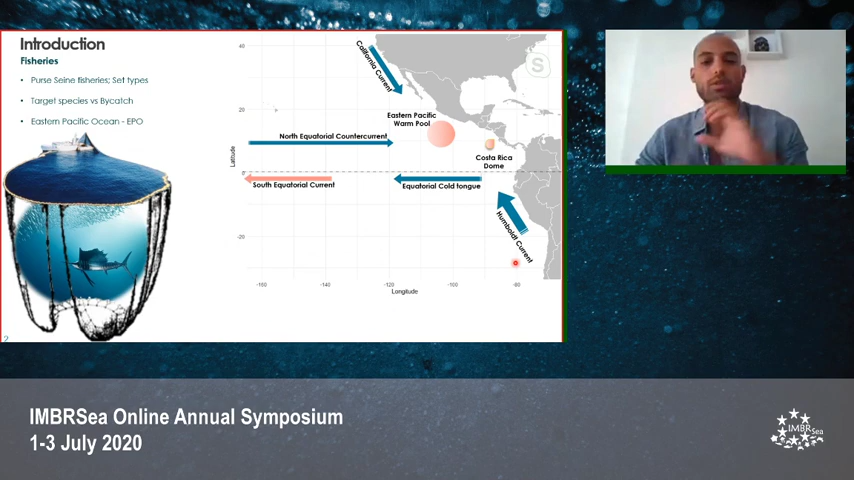 Introduction
Fisheries
• Purse Seine fisheries; Set types
• Target species vs Bycatch
• Eastern Pacific Ocean - EPO
2
40
20
0
-20
Latitude
-160
-140
-120
-100
-80
Longitude
California Current
Eastern Pacific
Warm Pool
North Equatorial Countercurrent
Costa Rica
Dome
South Equatorial Current
Equatorial Cold tongue
Humboldt Current
S
IMBRSea Online Annual Symposium
1-3 July 2020
IMBRSea